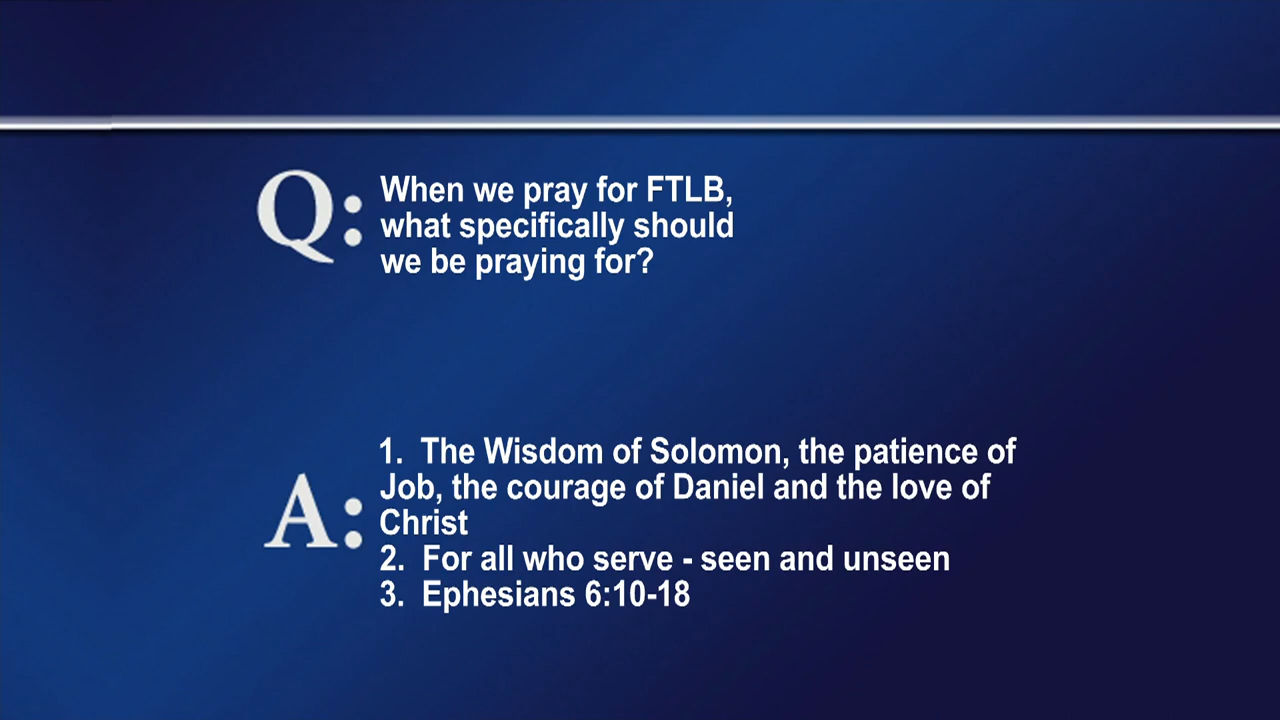 Q: When we pray for FTLB,
what specifically should
we be praying for?
A: 1. The Wisdom of Solomon, the patience of
Job, the courage of Daniel and the love of
Christ
2. For all who serve - seen and unseen
3. Ephesians 6:10-18